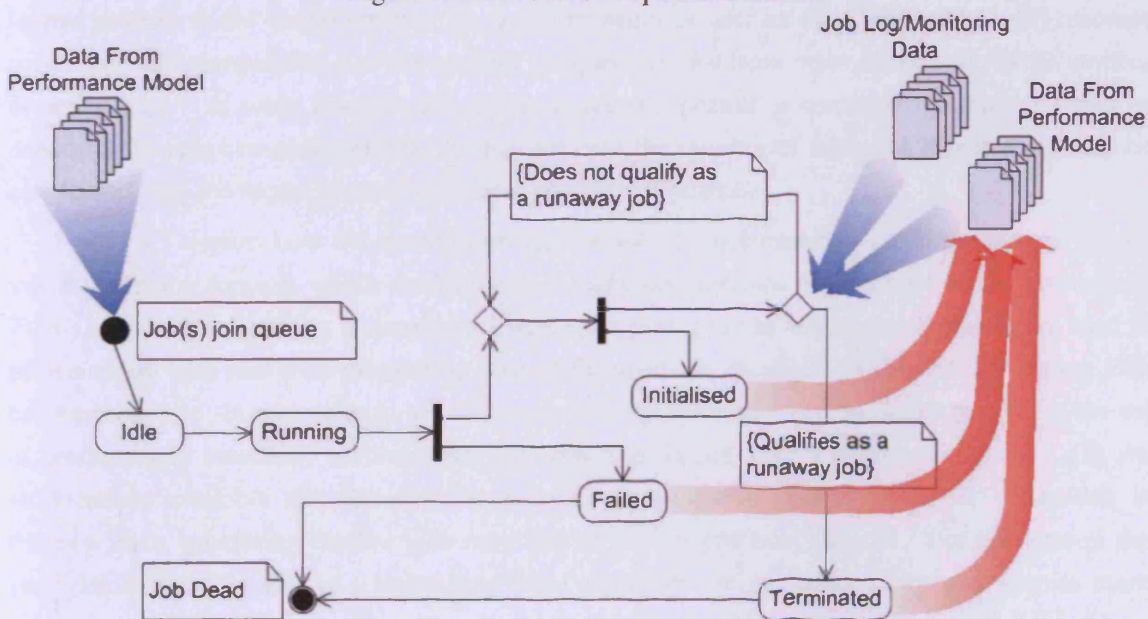 Data From
Performance Model
Job Log/Monitoring
Data
Data From
Performance
Model
{Does not qualify as
a runaway job}
Job(s) join queue
Initialised
Idle
Running
{Qualifies as a
runaway job}
Failed
Job Dead
Terminated